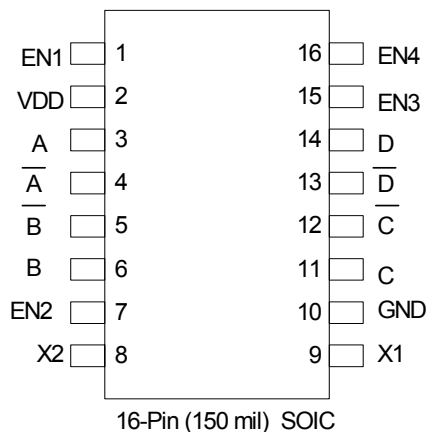 EN1 1 16 EN4
VDD 2 15 EN3
A 3 14 D
A̅ 4 13 D̅
B̅ 5 12 C̅
B 6 11 C
EN2 7 10 GND
X2 8 9 X1
16-Pin (150 mil) SOIC